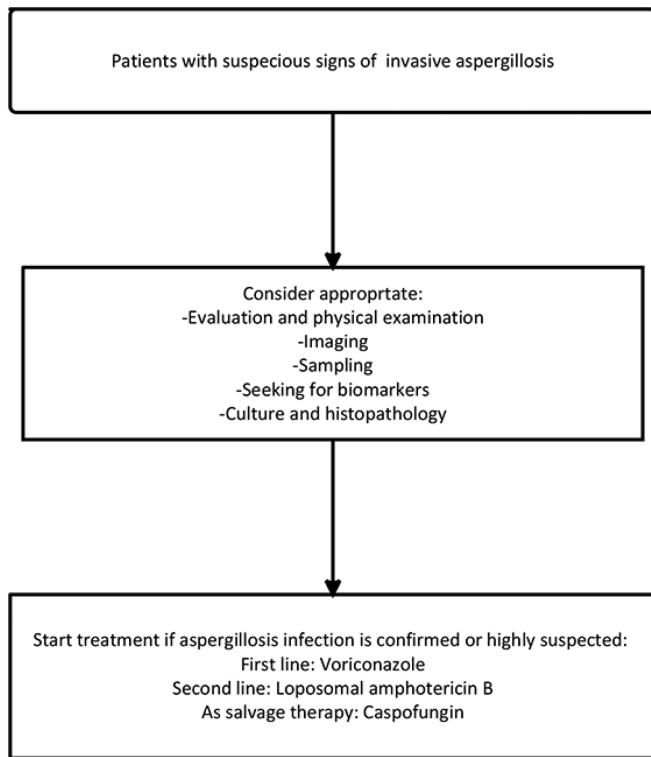 Patients with suspecious signs of invasive aspergillosis
Consider approprtate:
-Evaluation and physical examination
-Imaging
-Sampling
-Seeking for biomarkers
-Culture and histopathology
Start treatment if aspergillosis infection is confirmed or highly suspected:
First line: Voriconazole
Second line: Loposomal amphotericin B
As salvage therapy: Caspofungin